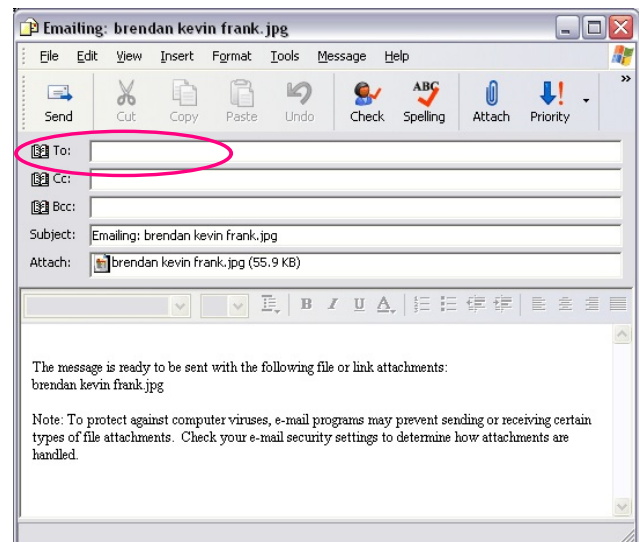 Emailing: brendan kevin frank.jpg
File Edit View Insert Format Tools Message Help
ABC
Send Cut Copy Paste Undo Check Spelling Attach Priority »
To:
Cc:
Bcc:
Subject: Emailing: brendan kevin frank.jpg
Attach: brendan kevin frank.jpg (55.9 KB)
B I U A
The message is ready to be sent with the following file or link attachments:
brendan kevin frank.jpg
Note: To protect against computer viruses, e-mail programs may prevent sending or receiving certain
types of file attachments. Check your e-mail security settings to determine how attachments are
handled.